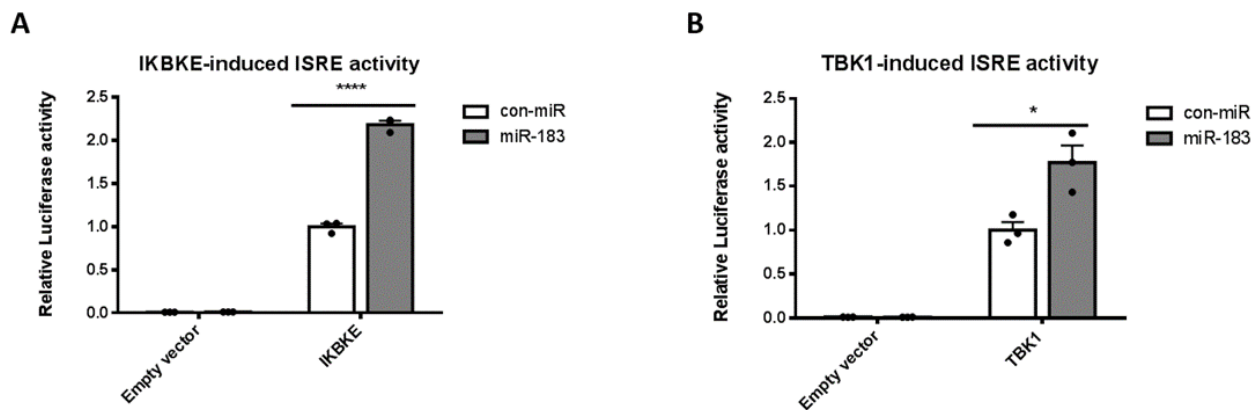 A
IKBKE-induced ISRE activity
****
Relative Luciferase activity
2.5
2.0
1.5
1.0
0.5
0.0
Empty vector
IKBKE
con-miR
miR-183
B
TBK1-induced ISRE activity
*
Relative Luciferase activity
2.5
2.0
1.5
1.0
0.5
0.0
Empty vector
TBK1
con-miR
miR-183